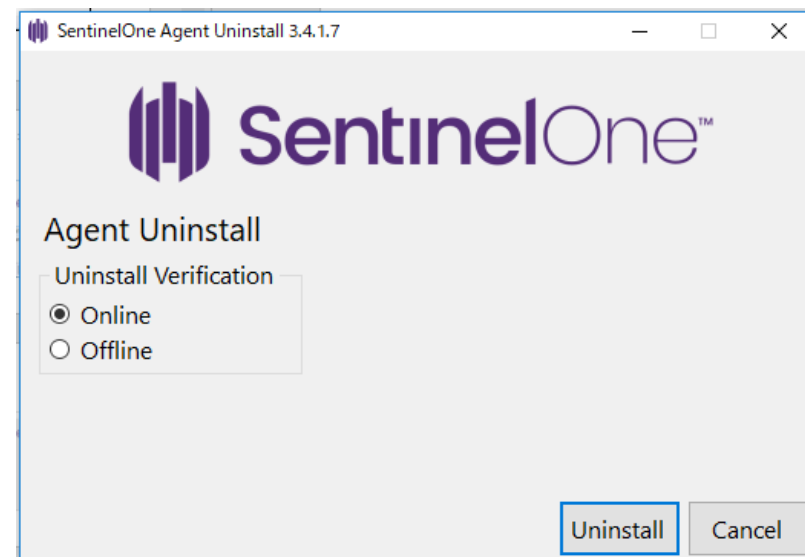 SentinelOne Agent Uninstall 3.4.1.7
SentinelOne™
Agent Uninstall
Uninstall Verification
Online
Offline
Uninstall
Cancel